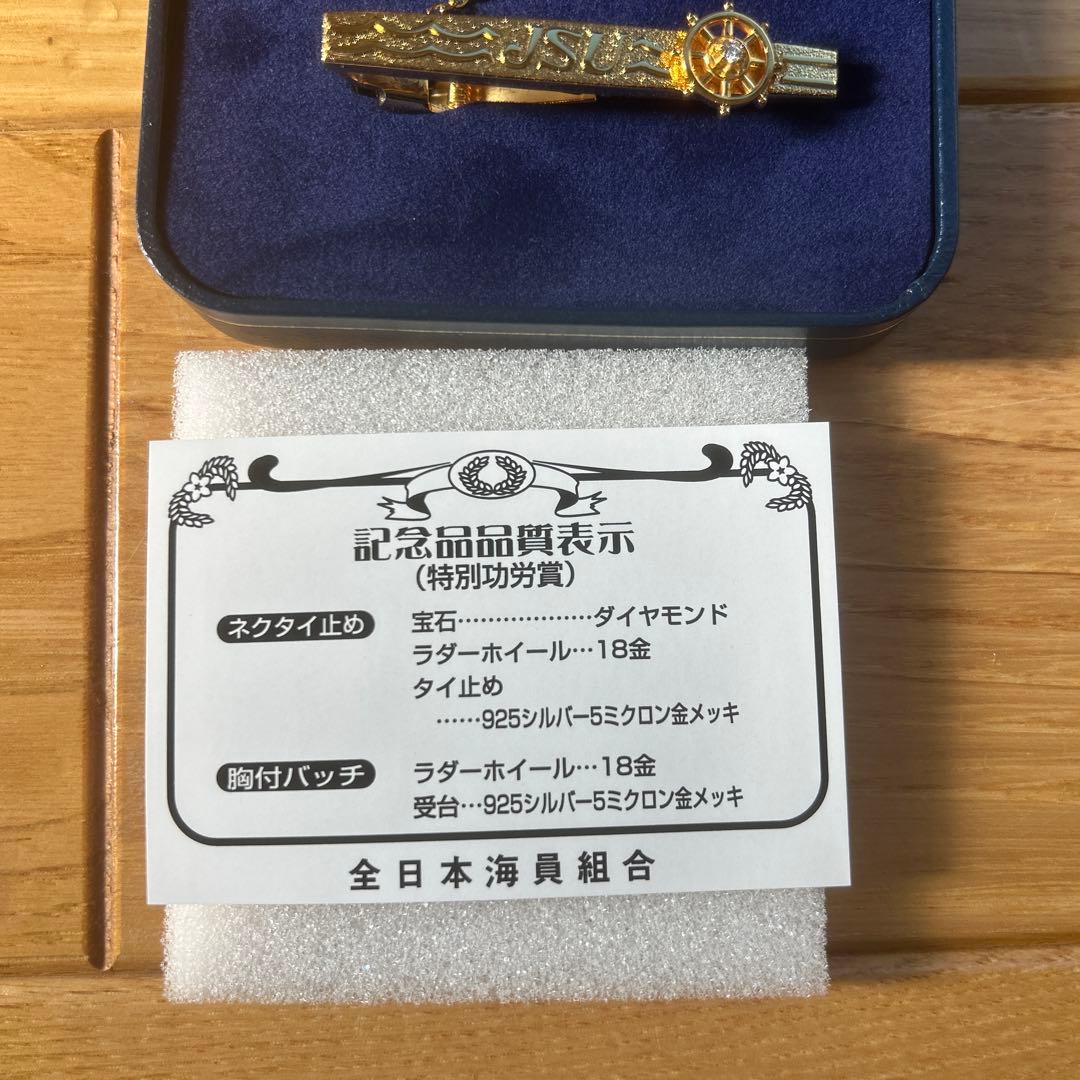 JSU
記念品品質表示
(特別功労賞)
ネクタイ止め 宝石………………ダイヤモンド
ラダーホイール…18金
タイ止め
……925シルバー5ミクロン金メッキ
胸付バッチ ラダーホイール…18金
受台…925シルバー5ミクロン金メッキ
全日本海員組合